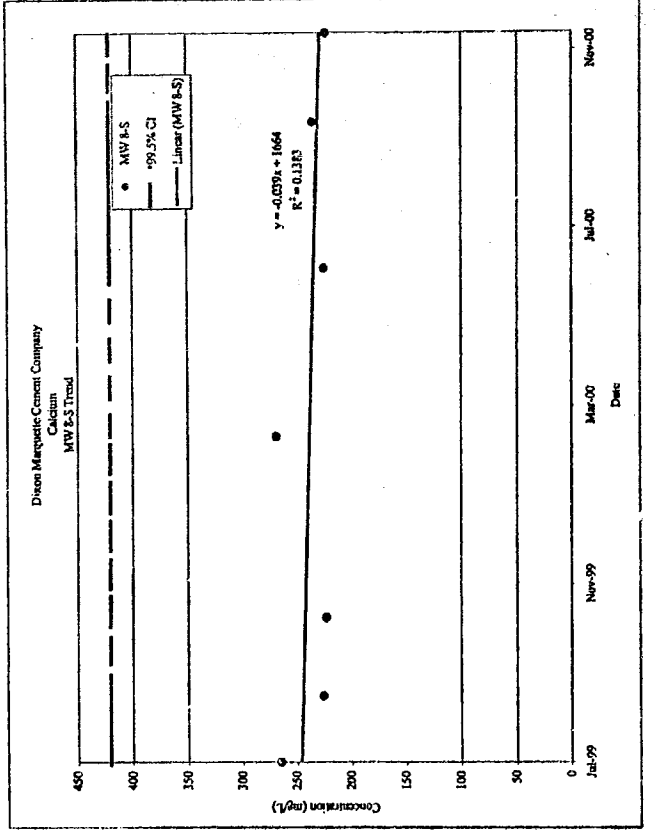 Dixon Marquette Cement Company
Calcium
MW 8-S Trend
450
400
350
300
250
200
150
100
50
0
Concentration (mg/L)
MW 8-S
*99.5% CI
Linear (MW 8-S)
y = -0.039x + 1664
R² = 0.1383
Jul-99
Nov-99
Mar-00
Jul-00
Nov-00
Date